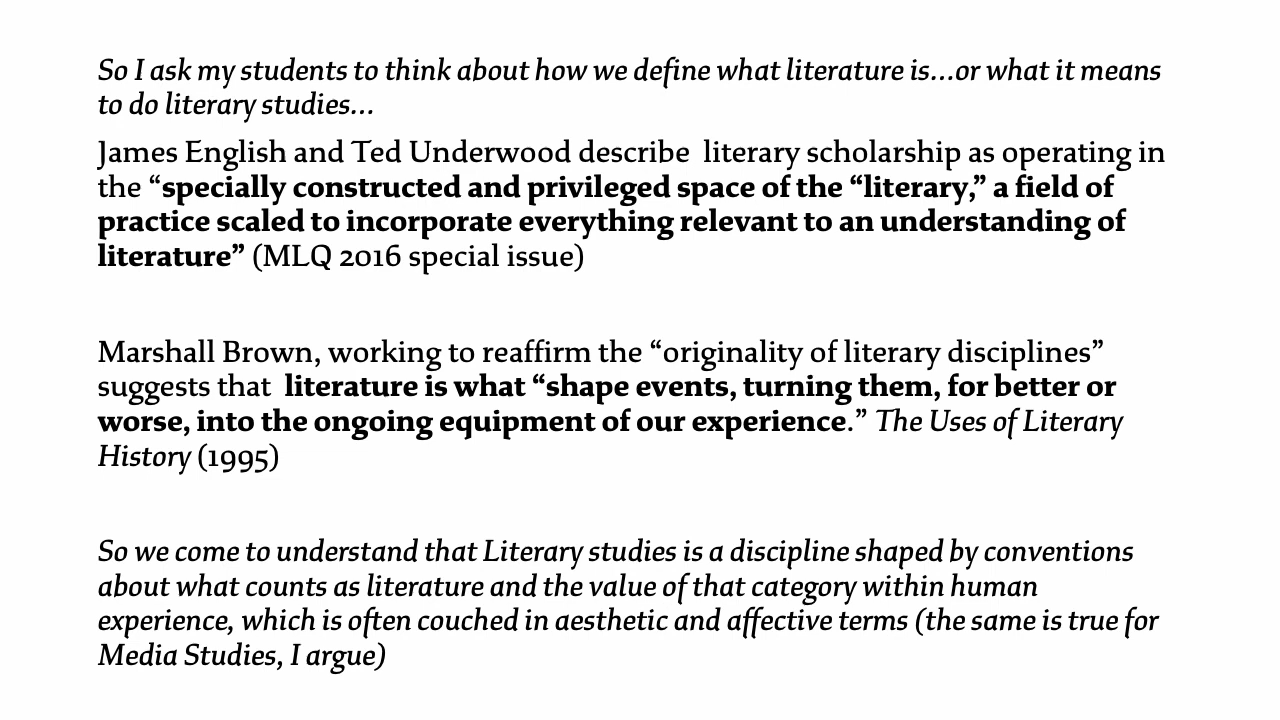 So I ask my students to think about how we define what literature is…or what it means
to do literary studies…
James English and Ted Underwood describe  literary scholarship as operating in
the “specially constructed and privileged space of the “literary,” a field of
practice scaled to incorporate everything relevant to an understanding of
literature” (MLQ 2016 special issue)
Marshall Brown, working to reaffirm the “originality of literary disciplines”
suggests that  literature is what “shape events, turning them, for better or
worse, into the ongoing equipment of our experience.” The Uses of Literary
History (1995)
So we come to understand that Literary studies is a discipline shaped by conventions
about what counts as literature and the value of that category within human
experience, which is often couched in aesthetic and affective terms (the same is true for
Media Studies, I argue)